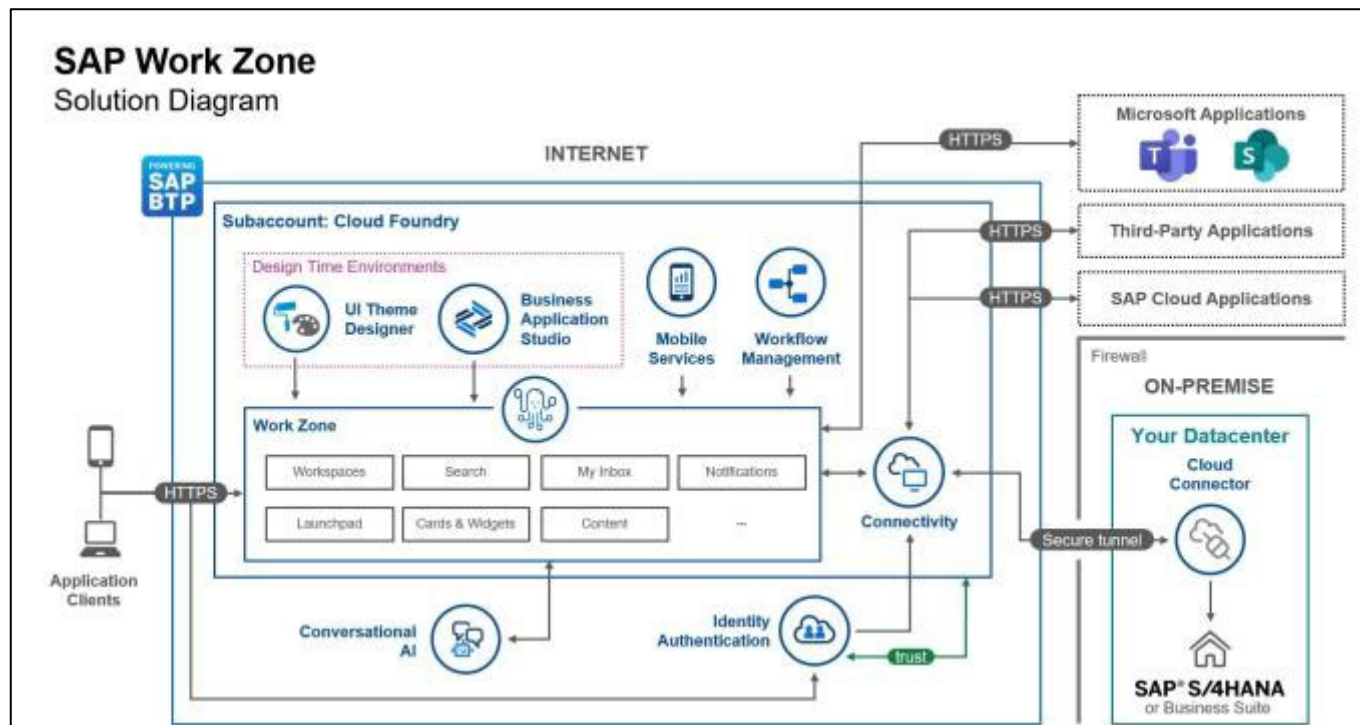 SAP Work Zone
Solution Diagram
POWERING
SAP
BTP
INTERNET
HTTPS
Microsoft Applications
T
S
Subaccount: Cloud Foundry
HTTPS
Third-Party Applications
HTTPS
SAP Cloud Applications
Design Time Environments
UI Theme
Designer
Business
Application
Studio
Mobile
Services
Workflow
Management
Firewall
ON-PREMISE
Your Datacenter
Cloud
Connector
Work Zone
Workspaces
Search
My Inbox
Notifications
Launchpad
Cards & Widgets
Content
...
HTTPS
Application
Clients
Connectivity
Secure tunnel
Conversational
AI
Identity
Authentication
trust
SAP® S/4HANA
or Business Suite